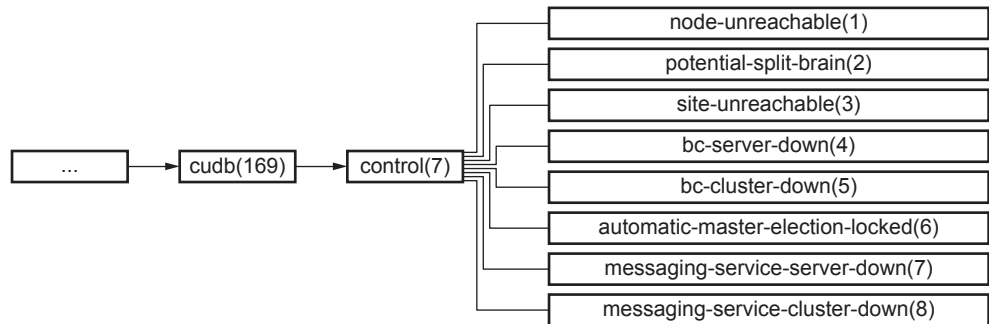 node-unreachable(1)
potential-split-brain(2)
site-unreachable(3)
bc-server-down(4)
... cudb(169) control(7)
bc-cluster-down(5)
automatic-master-election-locked(6)
messaging-service-server-down(7)
messaging-service-cluster-down(8)